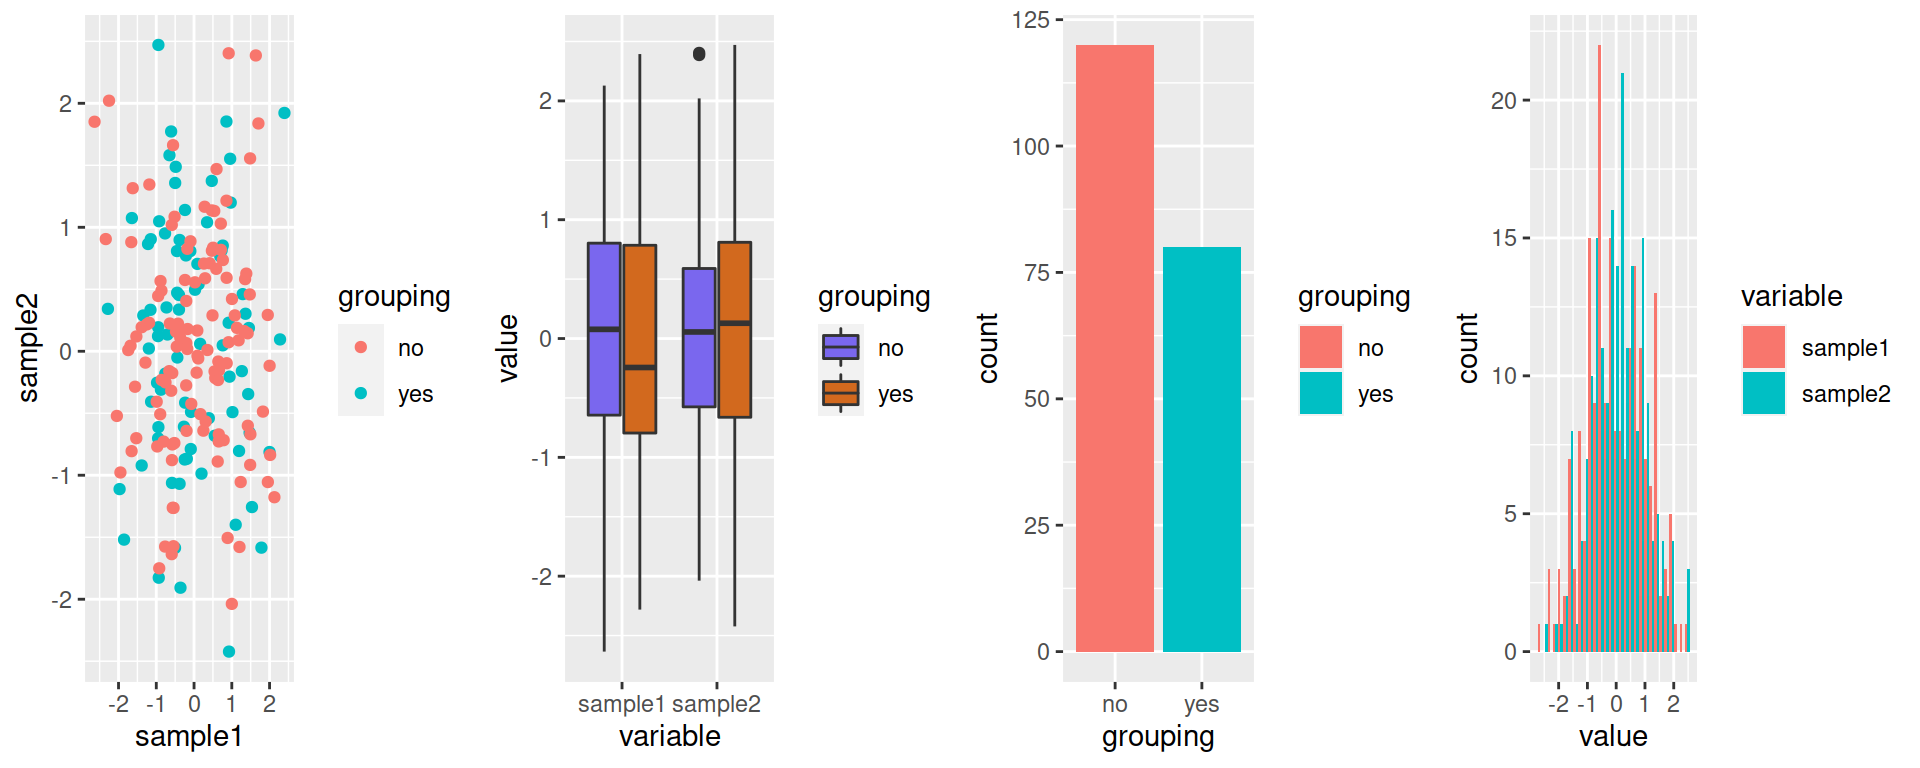 2
1
0
-1
-2
sample2
-2 -1 0 1 2
sample1
grouping
no
yes
2
1
0
-1
-2
value
sample1 sample2
variable
grouping
no
yes
125
100
75
50
25
0
count
no yes
grouping
grouping
no
yes
20
15
10
5
0
count
-2 -1 0 1 2
value
variable
sample1
sample2